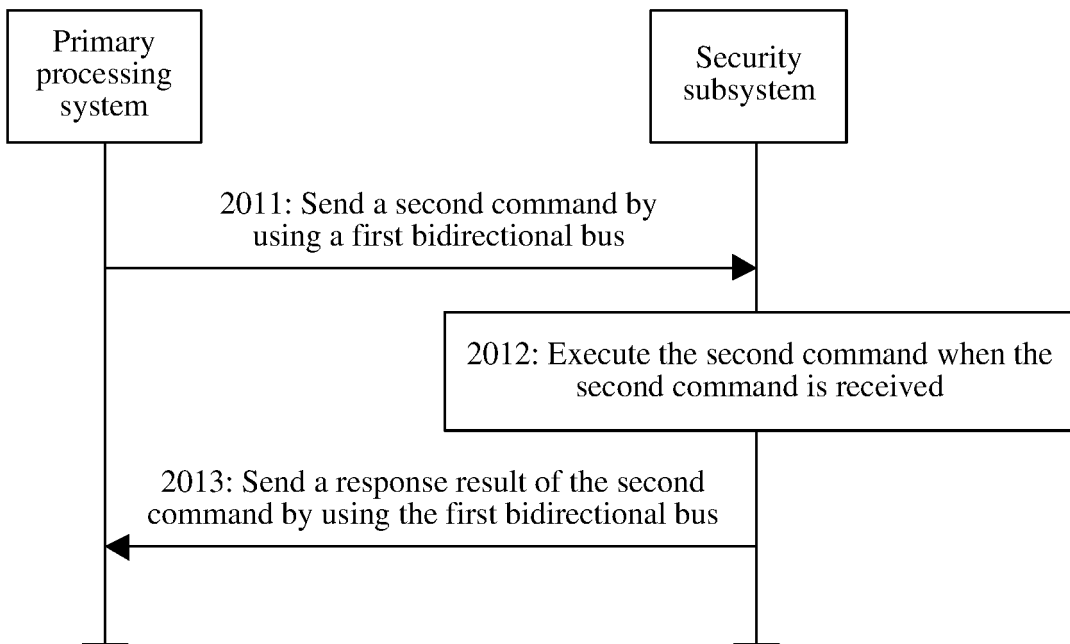 Primary
processing
system
Security
subsystem
2011: Send a second command by
using a first bidirectional bus
2012: Execute the second command when the
second command is received
2013: Send a response result of the second
command by using the first bidirectional bus